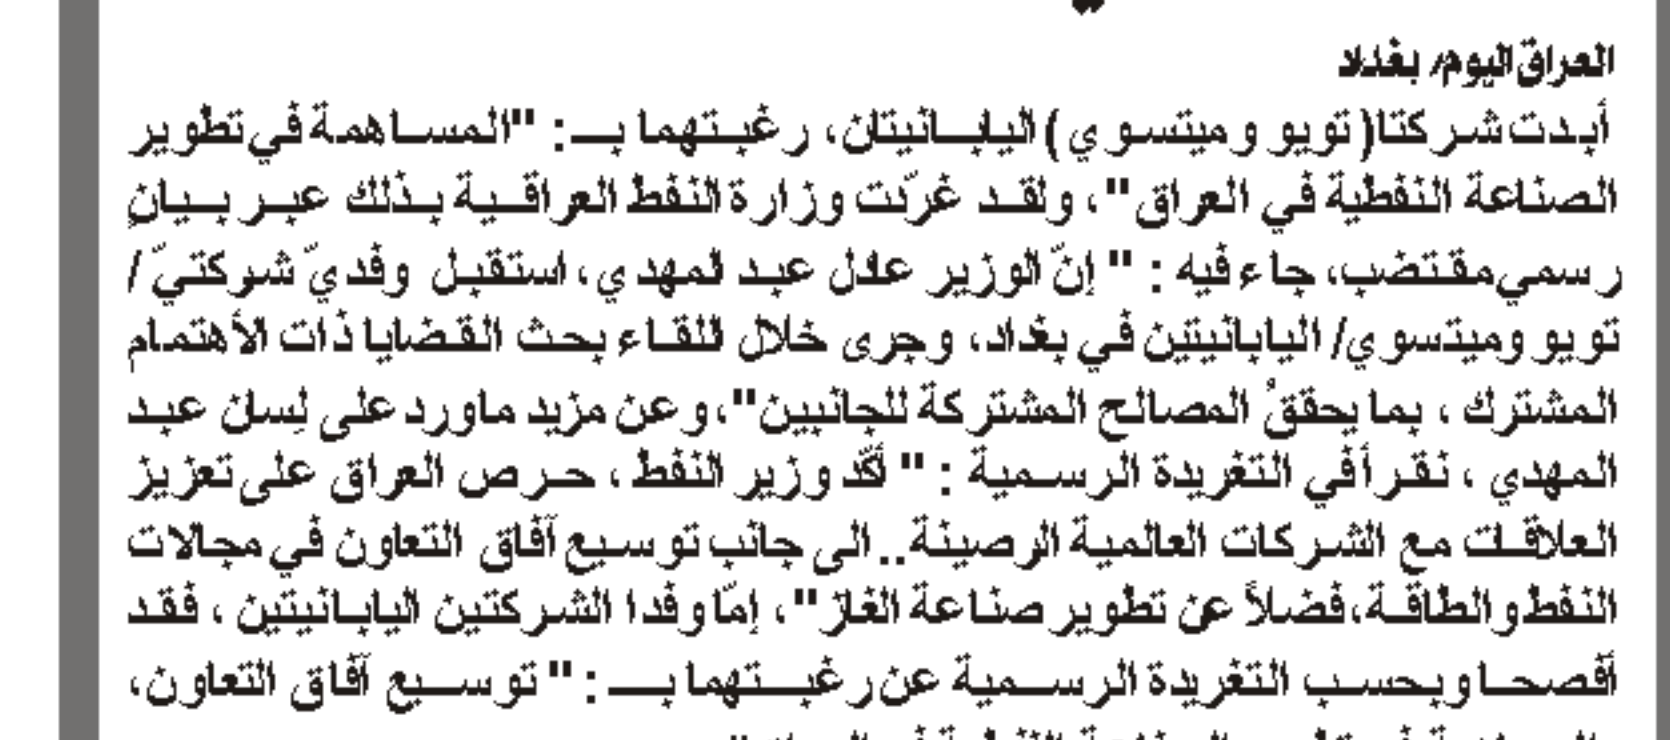 العراق اليوم/ بغداد
أبدت شركتا( تويو وميتسوي) اليابانيتان، رغبتهما بـ : "المساهمة في تطوير
الصناعة النفطية في العراق"، ولقد غرّبت وزارة النفط العراقية بذلك عبر بيانٍ
رسمي مقتضب، جاء فيه : " إنّ الوزير عادل عبد المهدي، استقبل وفديّ شركتيّ /
تويو وميتسوي/ اليابانيتين في بغداد، وجرى خلال اللقاء بحث القضايا ذات الأهتمام
المشترك ، بما يحققُ المصالح المشتركة للجانبين"، وعن مزيد ماورد على لِسان عبد
المهدي ، نقرأ في التغريدة الرسمية : " أكّد وزير النفط ، حرص العراق على تعزيز
العلاقات مع الشركات العالمية الرصينة.. الى جانب توسيع آفاق التعاون في مجالات
النفط والطاقة، فضلاً عن تطوير صناعة الغاز"، إمّا وفدا الشركتين اليابانيتين ، فقد
أفصحا وبحسب التغريدة الرسمية عن رغبتهما بـ : " توسيع آفاق التعاون،